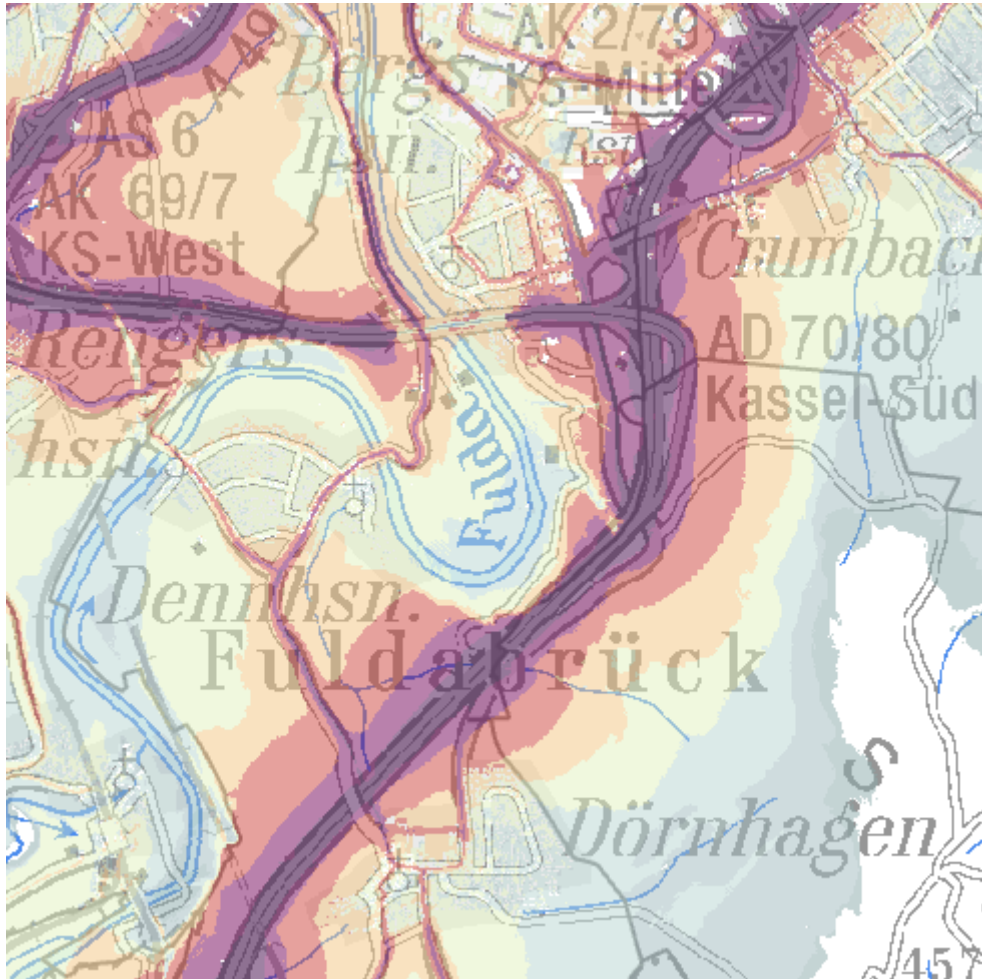 AK 2/79
A 49
Bergs
KS-Mitte
AS 6
hsn.
Bst.
AK 69/7
KS-West
Crumbach
Rengers
AD 70/80
Kassel-Süd
Fulda
hsn.
Dennhsn.
Fuldabrück
S
Dörnhagen
457